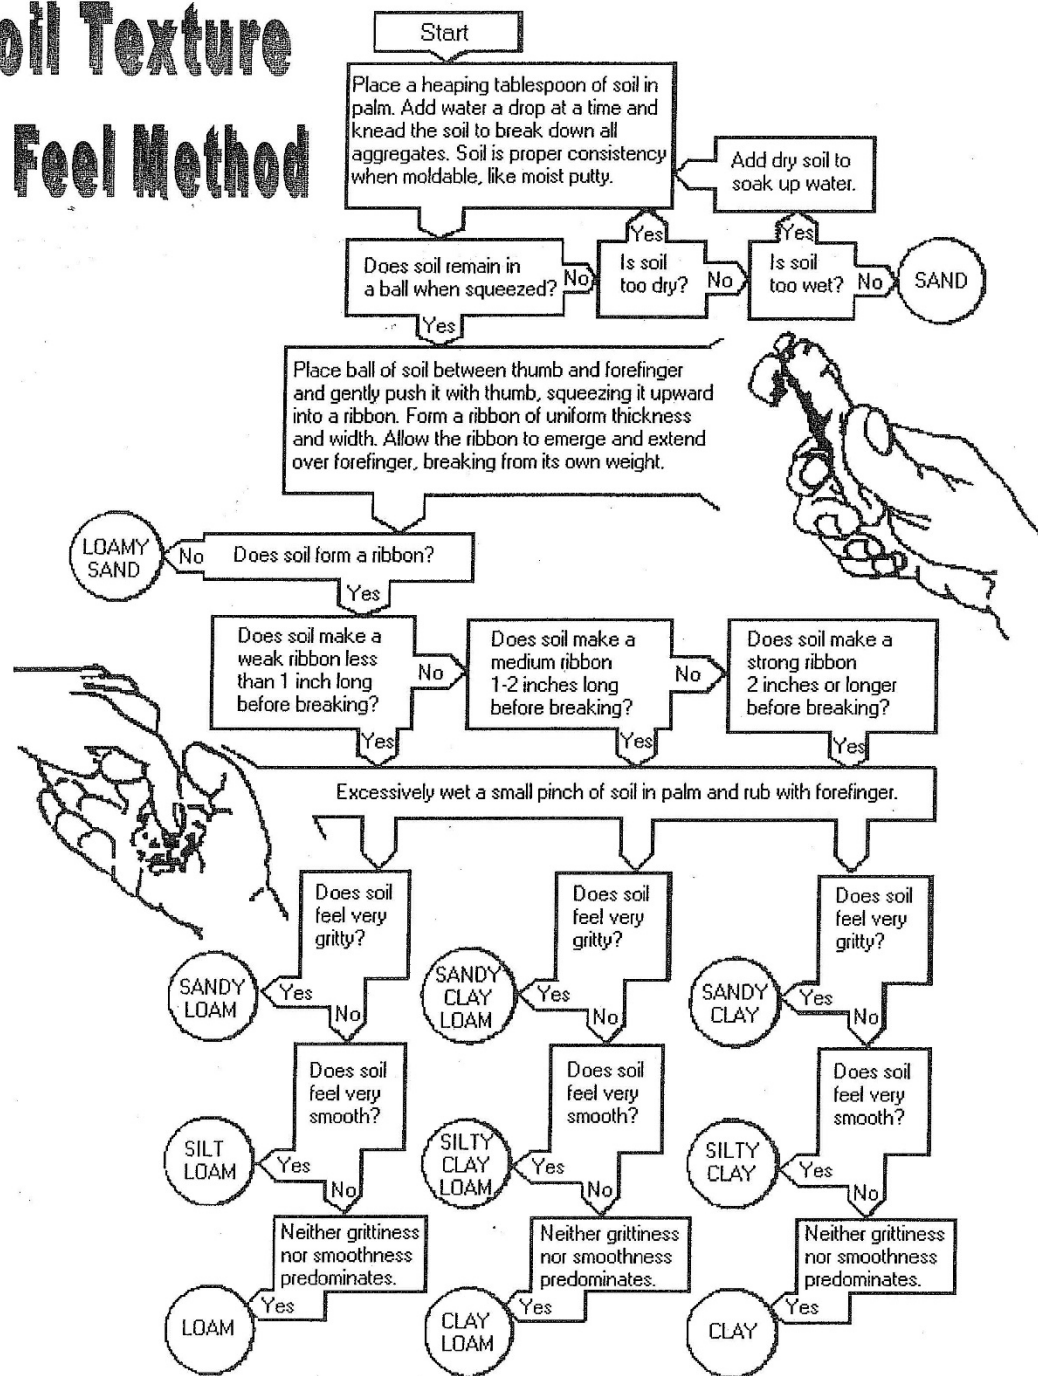 oil Texture
Feel Method
Start
Place a heaping tablespoon of soil in
palm. Add water a drop at a time and
knead the soil to break down all
aggregates. Soil is proper consistency
when moldable, like moist putty.
Add dry soil to
soak up water.
Yes
Yes
Does soil remain in
a ball when squeezed?
No
Is soil
too dry?
No
Is soil
too wet?
No
SAND
Yes
Place ball of soil between thumb and forefinger
and gently push it with thumb, squeezing it upward
into a ribbon. Form a ribbon of uniform thickness
and width. Allow the ribbon to emerge and extend
over forefinger, breaking from its own weight.
LOAMY
SAND
No
Does soil form a ribbon?
Yes
Does soil make a
weak ribbon less
than 1 inch long
before breaking?
No
Does soil make a
medium ribbon
1-2 inches long
before breaking?
No
Does soil make a
strong ribbon
2 inches or longer
before breaking?
Yes
Yes
Yes
Excessively wet a small pinch of soil in palm and rub with forefinger.
Does soil
feel very
gritty?
Does soil
feel very
gritty?
Does soil
feel very
gritty?
SANDY
LOAM
Yes
No
SANDY
CLAY
LOAM
Yes
No
SANDY
CLAY
Yes
No
Does soil
feel very
smooth?
Does soil
feel very
smooth?
Does soil
feel very
smooth?
SILT
LOAM
Yes
No
SILTY
CLAY
LOAM
Yes
No
SILTY
CLAY
Yes
No
Neither grittiness
nor smoothness
predominates.
Neither grittiness
nor smoothness
predominates.
Neither grittiness
nor smoothness
predominates.
LOAM
Yes
CLAY
LOAM
Yes
CLAY
Yes